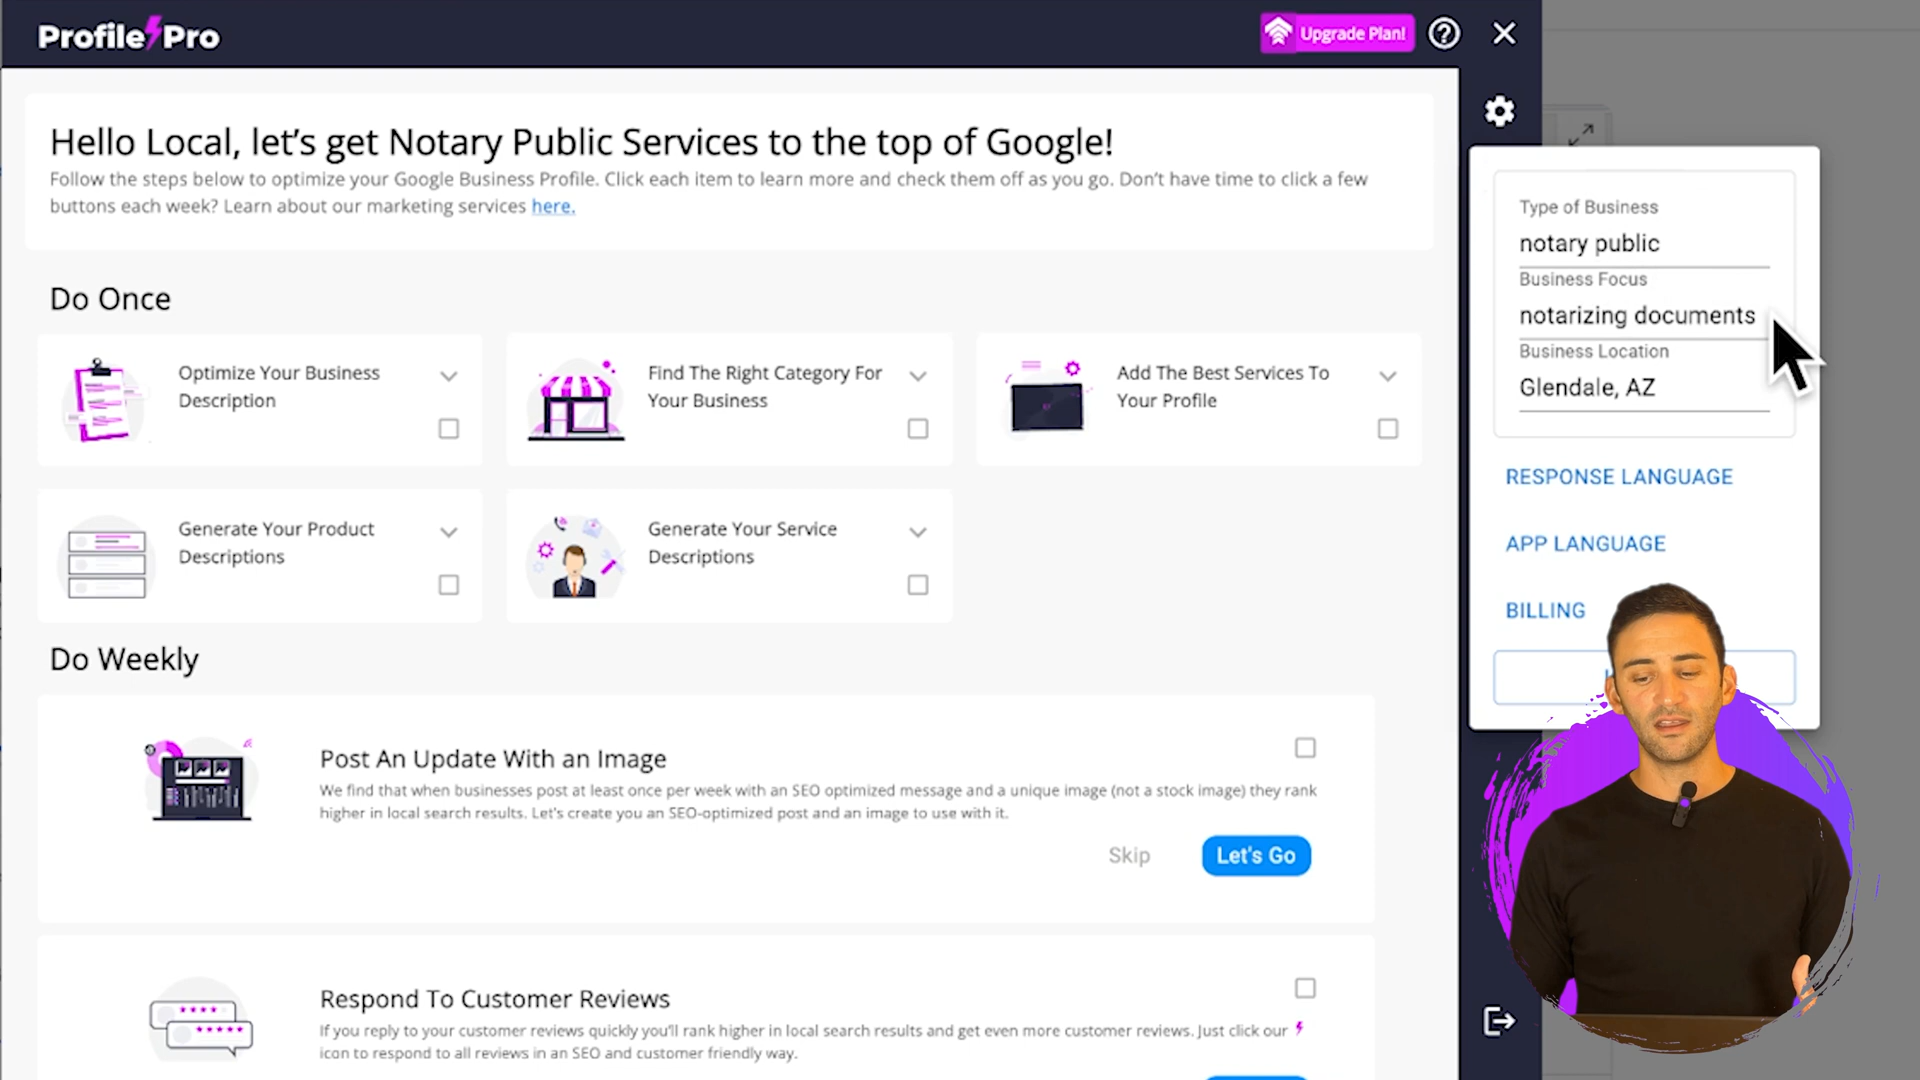 Profile Pro
Upgrade Plan!
Hello Local, let's get Notary Public Services to the top of Google!
Follow the steps below to optimize your Google Business Profile. Click each item to learn more and check them off as you go. Don't have time to click a few
buttons each week? Learn about our marketing services here.
Do Once
Optimize Your Business
Description
Find The Right Category For
Your Business
Add The Best Services To
Your Profile
Generate Your Product
Descriptions
Generate Your Service
Descriptions
Do Weekly
Post An Update With an Image
We find that when businesses post at least once per week with an SEO optimized message and a unique image (not a stock image) they rank
higher in local search results. Let's create you an SEO-optimized post and an image to use with it.
Skip
Let's Go
Respond To Customer Reviews
If you reply to your customer reviews quickly you'll rank higher in local search results and get even more customer reviews. Just click our
icon to respond to all reviews in an SEO and customer friendly way.
Type of Business
notary public
Business Focus
notarizing documents
Business Location
Glendale, AZ
RESPONSE LANGUAGE
APP LANGUAGE
BILLING